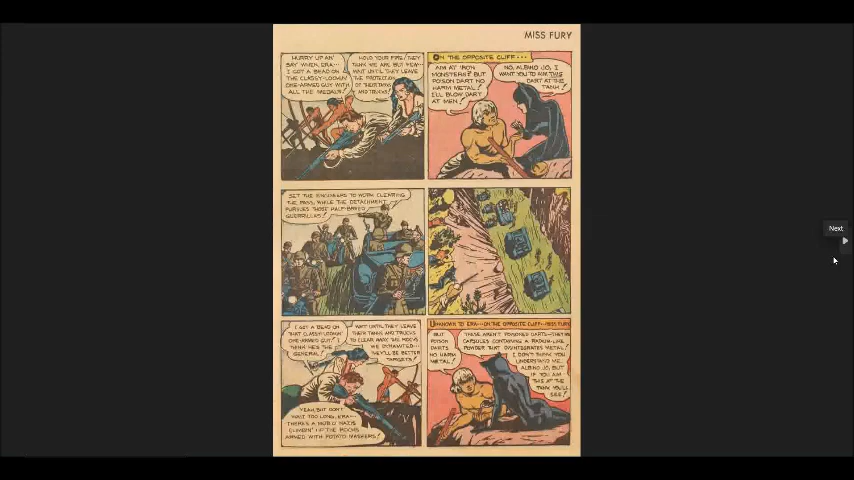 MISS FURY
HURRY UP AN'
SAY WHEN, ERA...
I GOT A BEAD ON
THE CLASSY-LOOKIN'
ONE-ARMED GUY WITH
ALL THE MEDALS!
HOLD YOUR FIRE! THEY
THINK WE ARE BUT FEW--
WAIT UNTIL THEY LEAVE
THE PROTECTION
OF THEIR TANKS
AND TRUCKS!
ON THE OPPOSITE CLIFF...
AIM AT IRON
MONSTERS? BUT
POISON DART NO
HARM METAL!
I'LL BLOW DART
AT MEN!
NO, ALBINO JO, I
WANT YOU TO AIM THIS
DART AT THE
TANK!
SET THE ENGINEERS TO WORK CLEARING
THE PASS, WHILE THE DETACHMENT
PURSUES THOSE HALF-BAKED
GUERRILLAS!
I GOT A BEAD ON
THAT CLASSY-LOOKIN'
ONE-ARMED GUY! I
THINK HE'S THE
GENERAL!
WAIT UNTIL THEY LEAVE
THEIR TANKS AND TRUCKS
TO CLEAR AWAY THE ROCKS
WE DYNAMITED...
THEY'LL BE BETTER
TARGETS!
YEAH, BUT DON'T
WAIT TOO LONG, ERA--
THERE'S A MOB O' NAZIS
CLIMBIN' UP THE ROCKS
ARMED WITH POTATO MASHERS!
UNKNOWN TO ERA--ON THE OPPOSITE CLIFF--MISS FURY
BUT
POISON
DARTS
NO HARM
METAL!
THESE AREN'T POISONED DARTS--THEY'RE
CAPSULES CONTAINING A RADIUM-LIKE
POWDER THAT DISINTEGRATES METAL!
I DON'T THINK YOU
UNDERSTAND ME,
ALBINO JO, BUT
IF YOU AIM
THIS AT THE
TANK YOU'LL
SEE!
Next